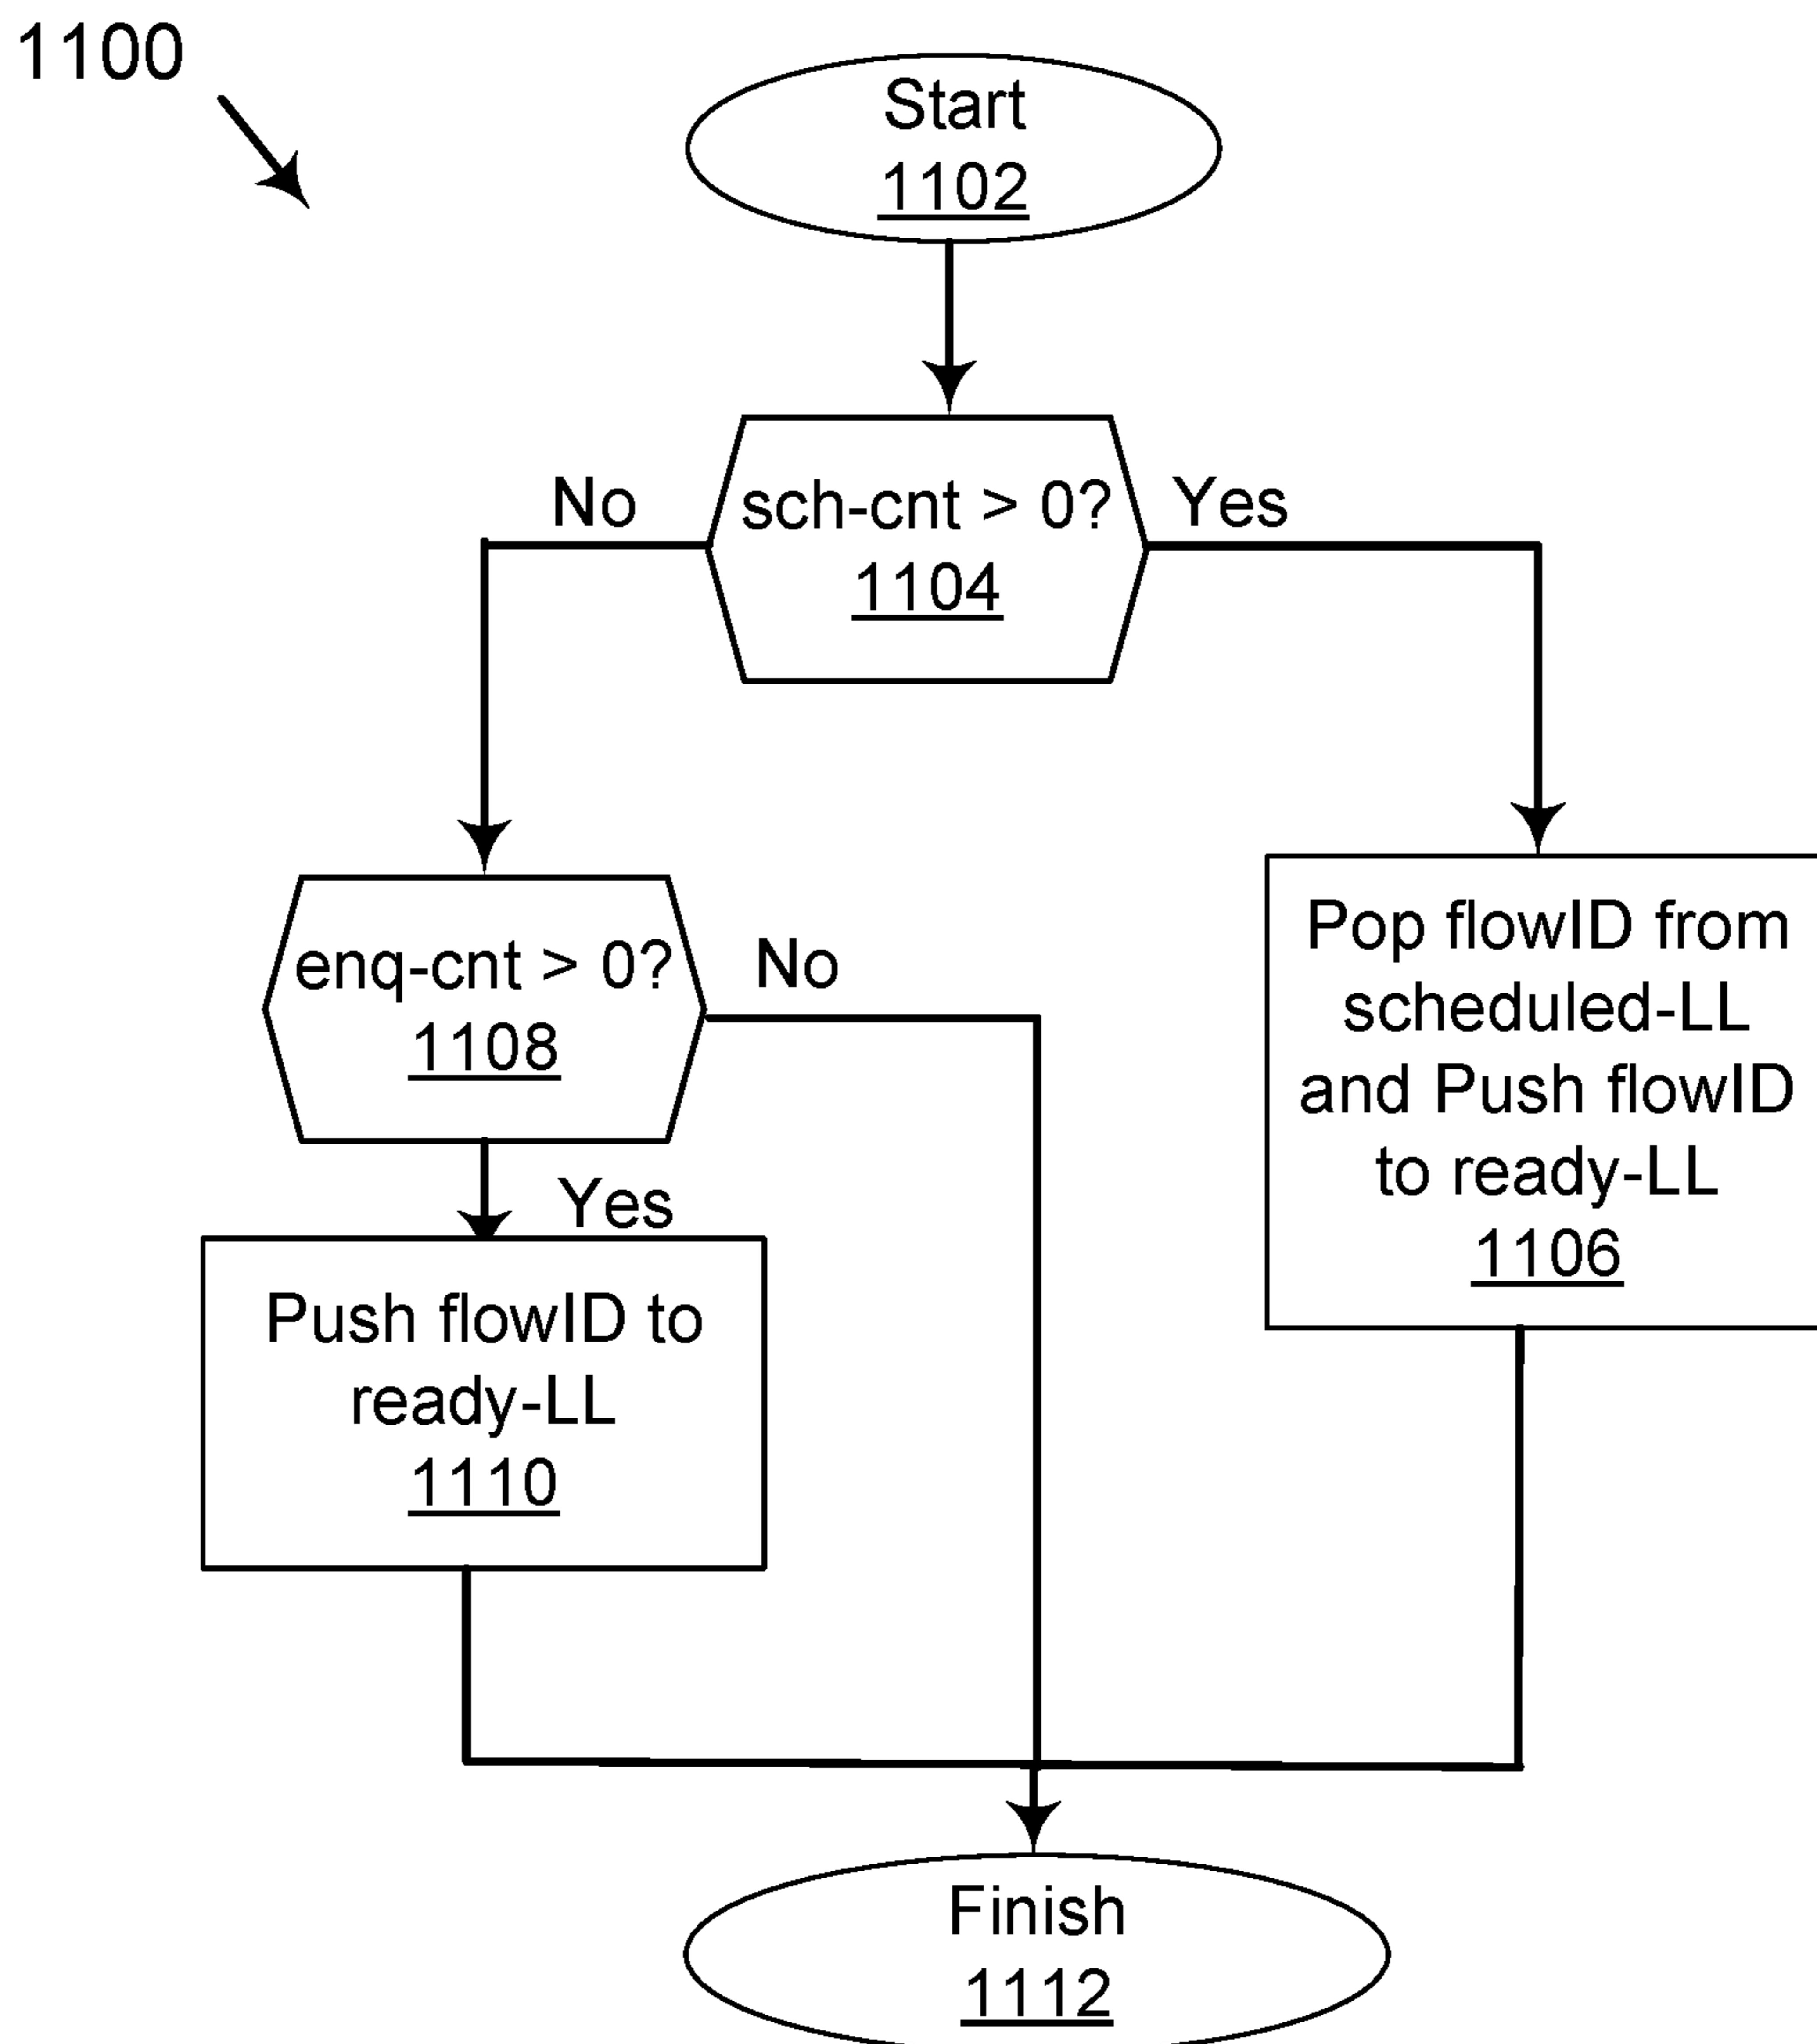 1100
Start
1102
No
sch-cnt > 0?
Yes
1104
enq-cnt > 0?
No
1108
Yes
Pop flowID from
scheduled-LL
and Push flowID
to ready-LL
1106
Push flowID to
ready-LL
1110
Finish
1112